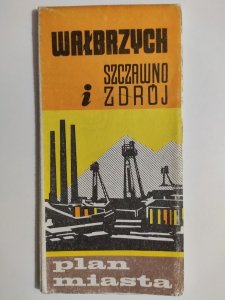 WAŁBRZYCH
SZCZAWNO
i ZDRÓJ
plan
miasta